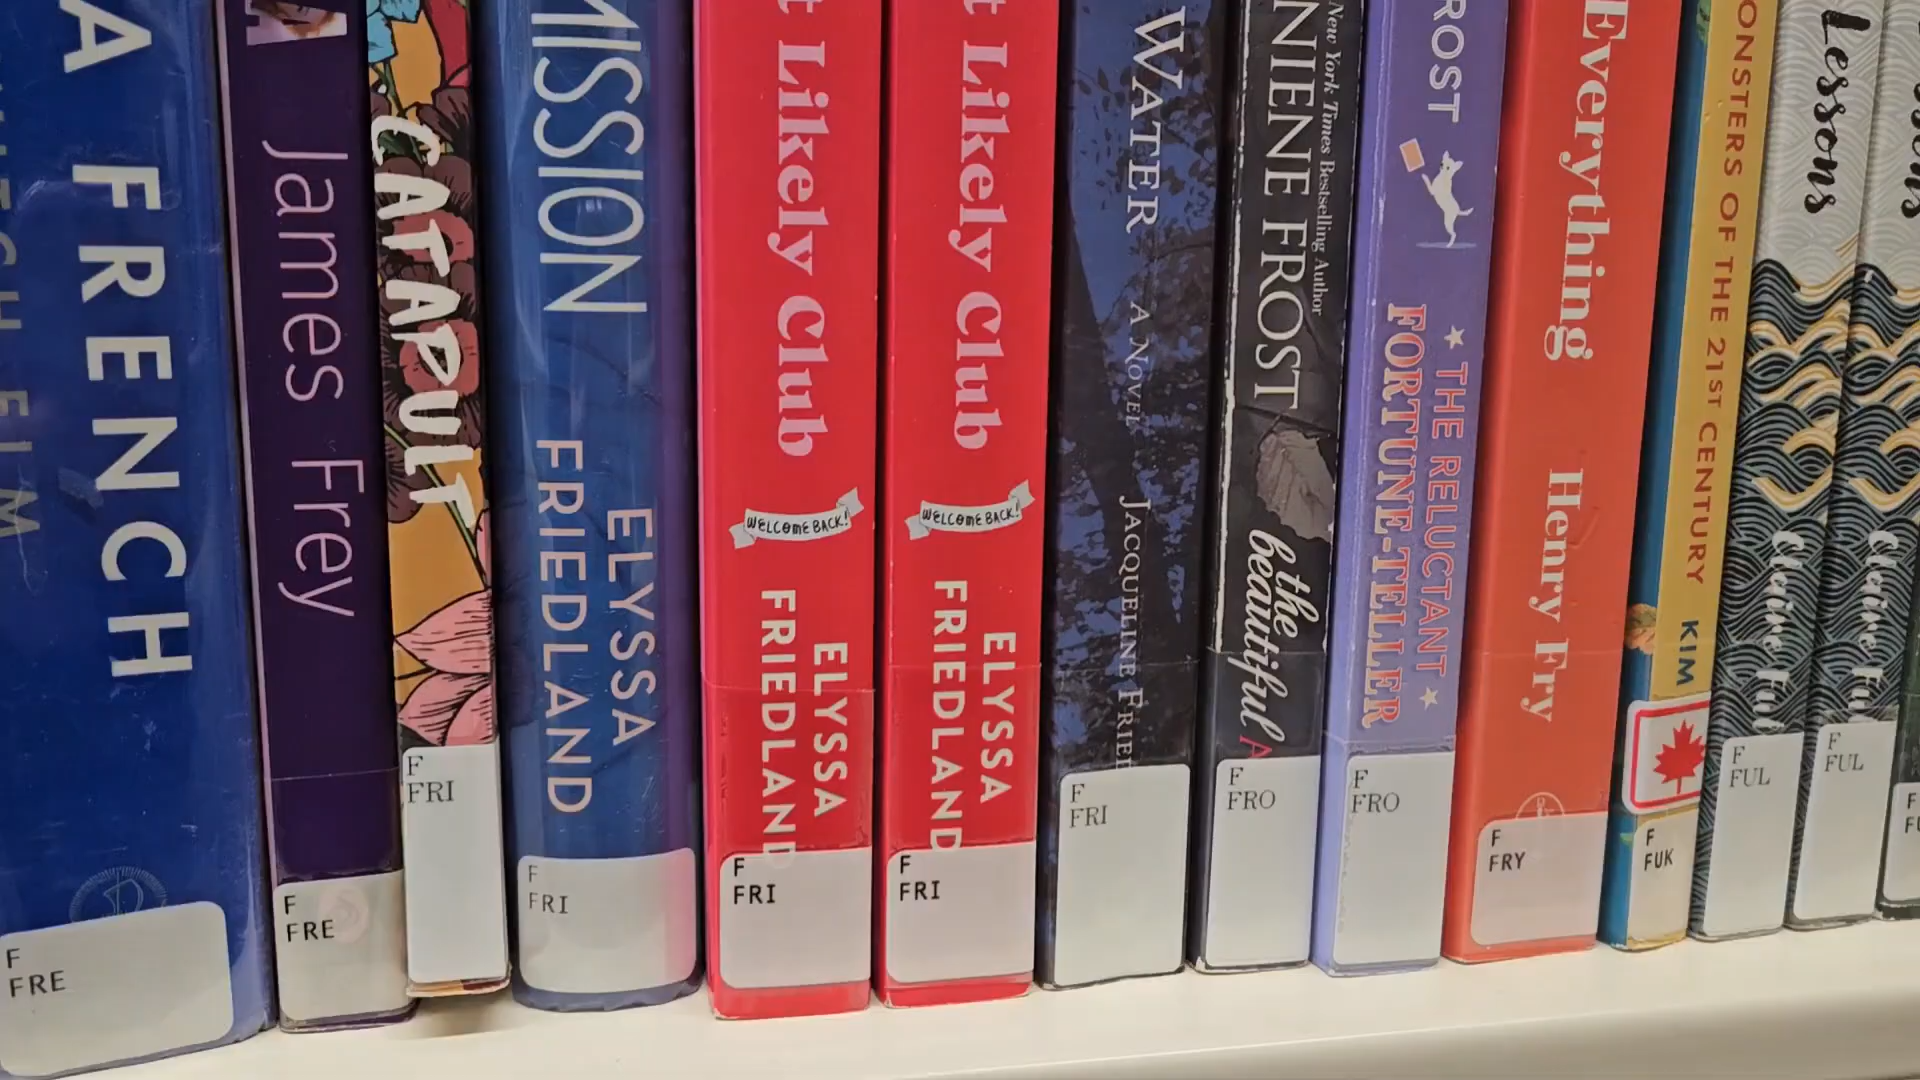 A FRENCH
F
FRE
James Frey
F
FRE
CATAPULT
F
FRI
MISSION
ELYSSA
FRIEDLAND
F
FRI
t Likely Club
WELCOME BACK!
ELYSSA
FRIEDLAND
F
FRI
t Likely Club
WELCOME BACK!
ELYSSA
FRIEDLAND
F
FRI
WATER A NOVEL JACQUELINE FRIE
F
FRI
New York Times Bestselling Author
NIENE FROST
the
beautiful A
F
FRO
ROST
THE RELUCTANT
FORTUNE-TELLER
F
FRO
Everything Henry Fry
F
FRY
ONSTERS OF THE 21ST CENTURY KIM
F
FUK
Lessons
F
FUL
F
FUL
F